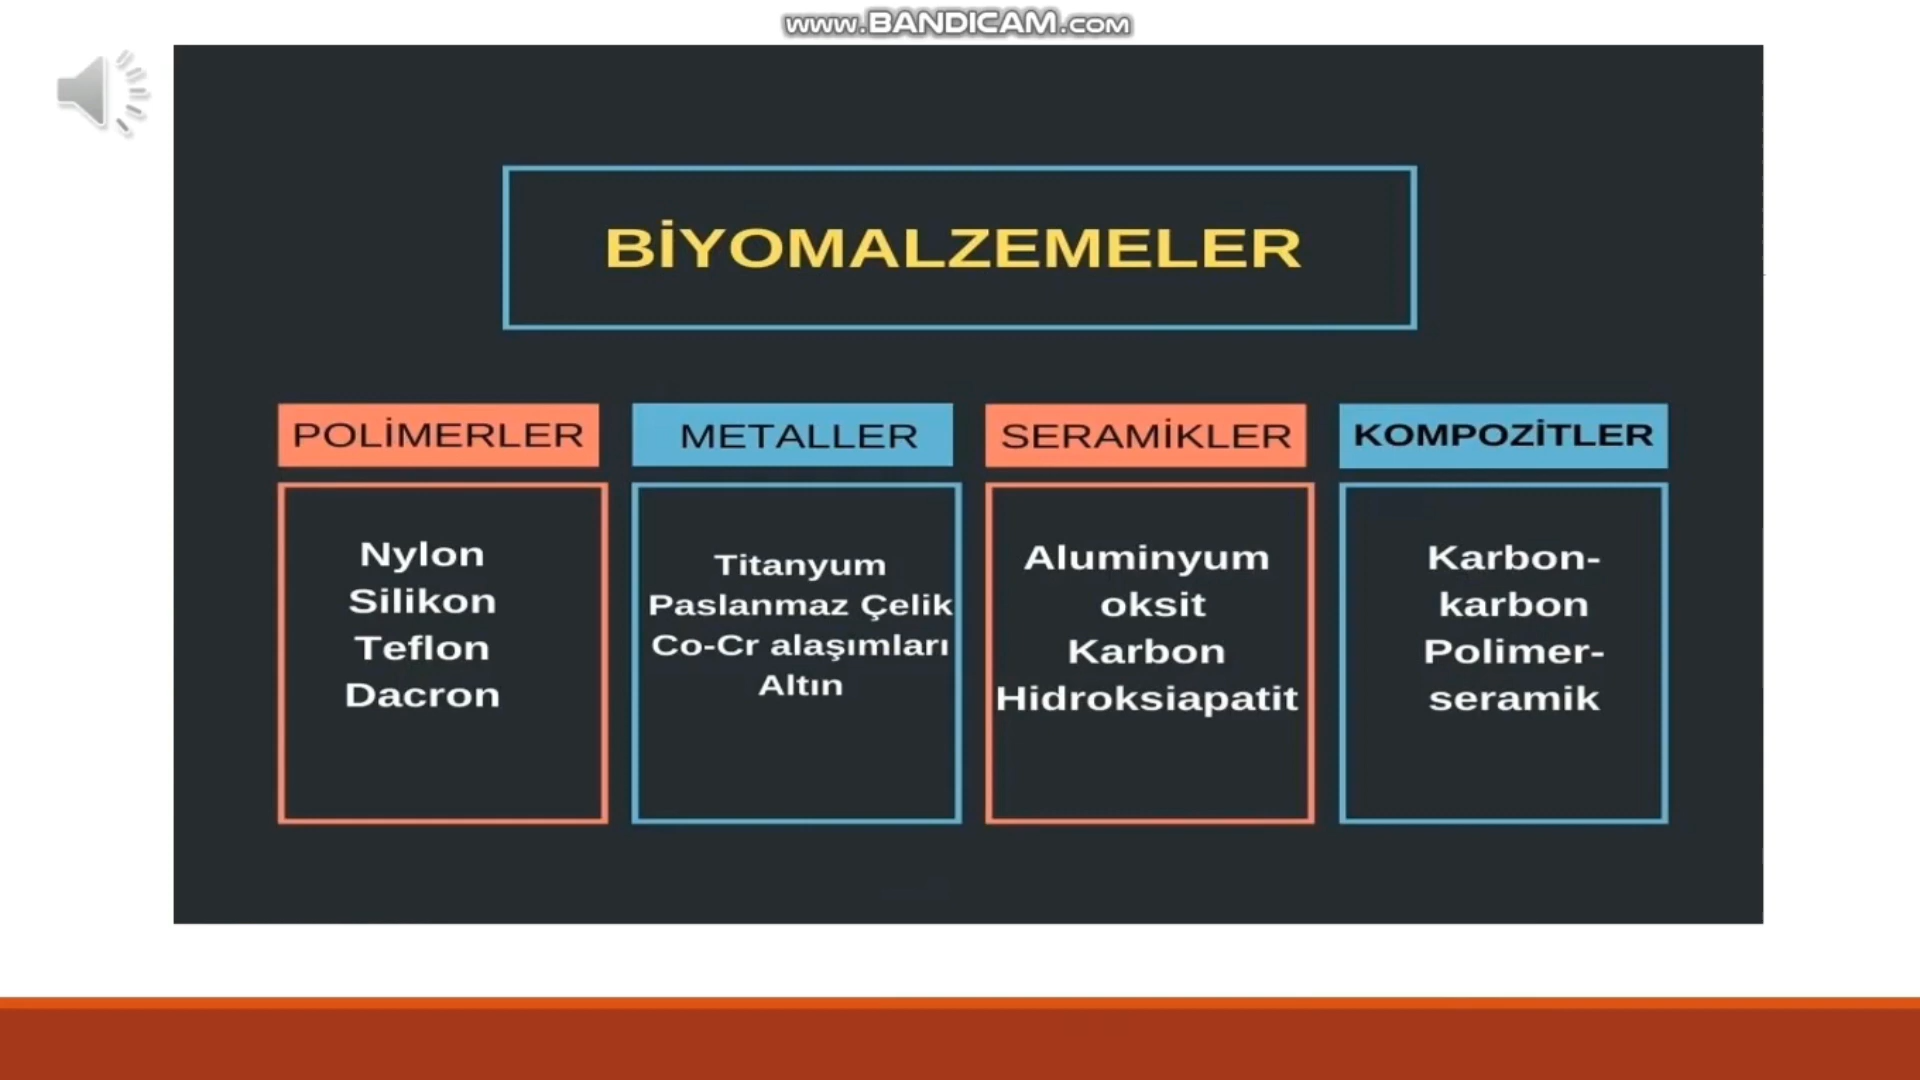 www.BANDICAM.com
BİYOMALZEMELER
POLİMERLER
Nylon
Silikon
Teflon
Dacron
METALLER
Titanyum
Paslanmaz Çelik
Co-Cr alaşımları
Altın
SERAMİKLER
Aluminyum
oksit
Karbon
Hidroksiapatit
KOMPOZİTLER
Karbon-
karbon
Polimer-
seramik